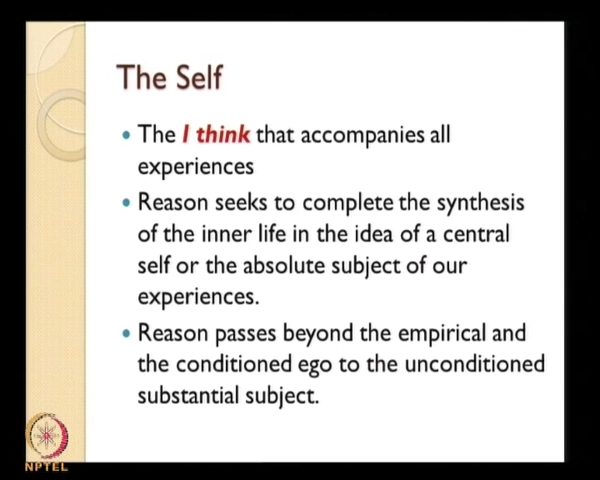 The Self
The I think that accompanies all
experiences
Reason seeks to complete the synthesis
of the inner life in the idea of a central
self or the absolute subject of our
experiences.
Reason passes beyond the empirical and
the conditioned ego to the unconditioned
substantial subject.
NPTEL